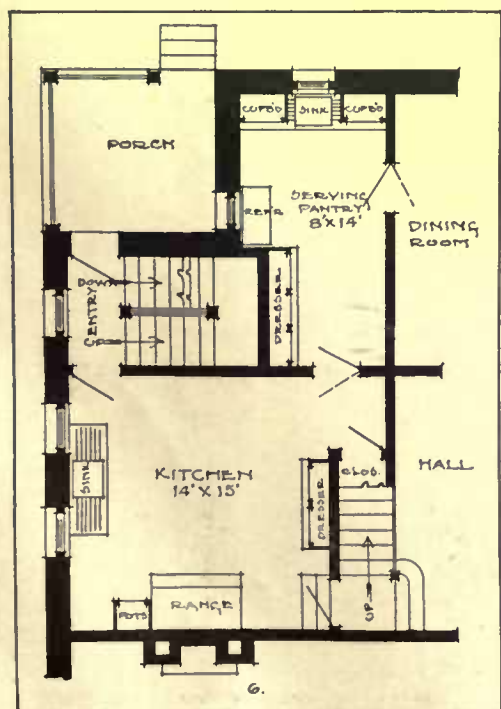 CUPB'D
SINK
CUPB'D
PORCH
REFR
SERVING
PANTRY
8'X14'
DINING
ROOM
DOWN
ENTRY
UP
DRESSER
KITCHEN
14'X15'
SINK
CLOS.
HALL
DRESSER
POTS
RANGE
UP
6.